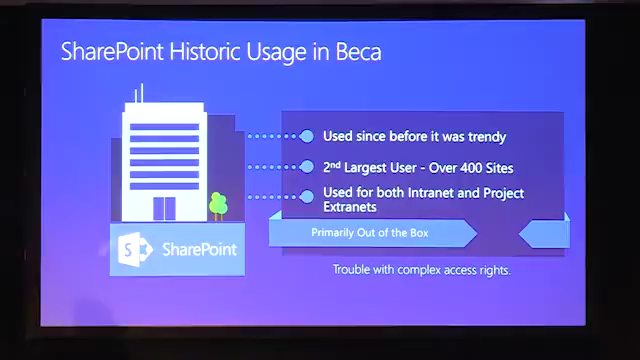 SharePoint Historic Usage in Beca
Used since before it was trendy
2nd Largest User - Over 400 Sites
Used for both Intranet and Project
Extranets
Primarily Out of the Box
S
SharePoint
Trouble with complex access rights.